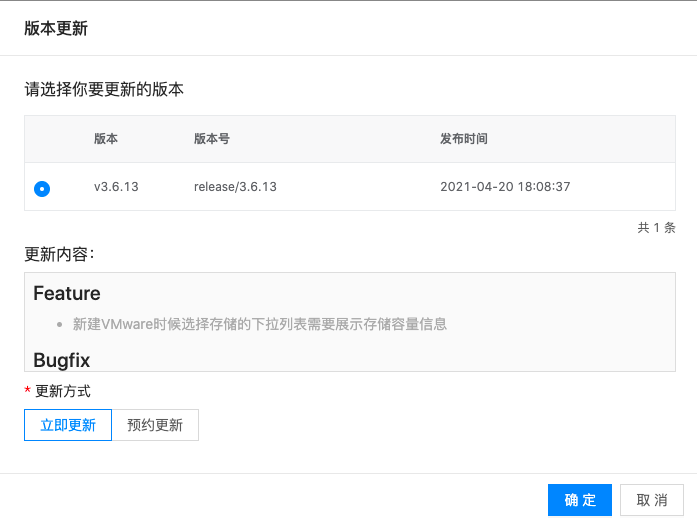 版本更新
请选择你要更新的版本
版本 版本号 发布时间
v3.6.13 release/3.6.13 2021-04-20 18:08:37
共 1 条
更新内容：
Feature
• 新建VMware时候选择存储的下拉列表需要展示存储容量信息
Bugfix
* 更新方式
立即更新 预约更新
确 定 取 消